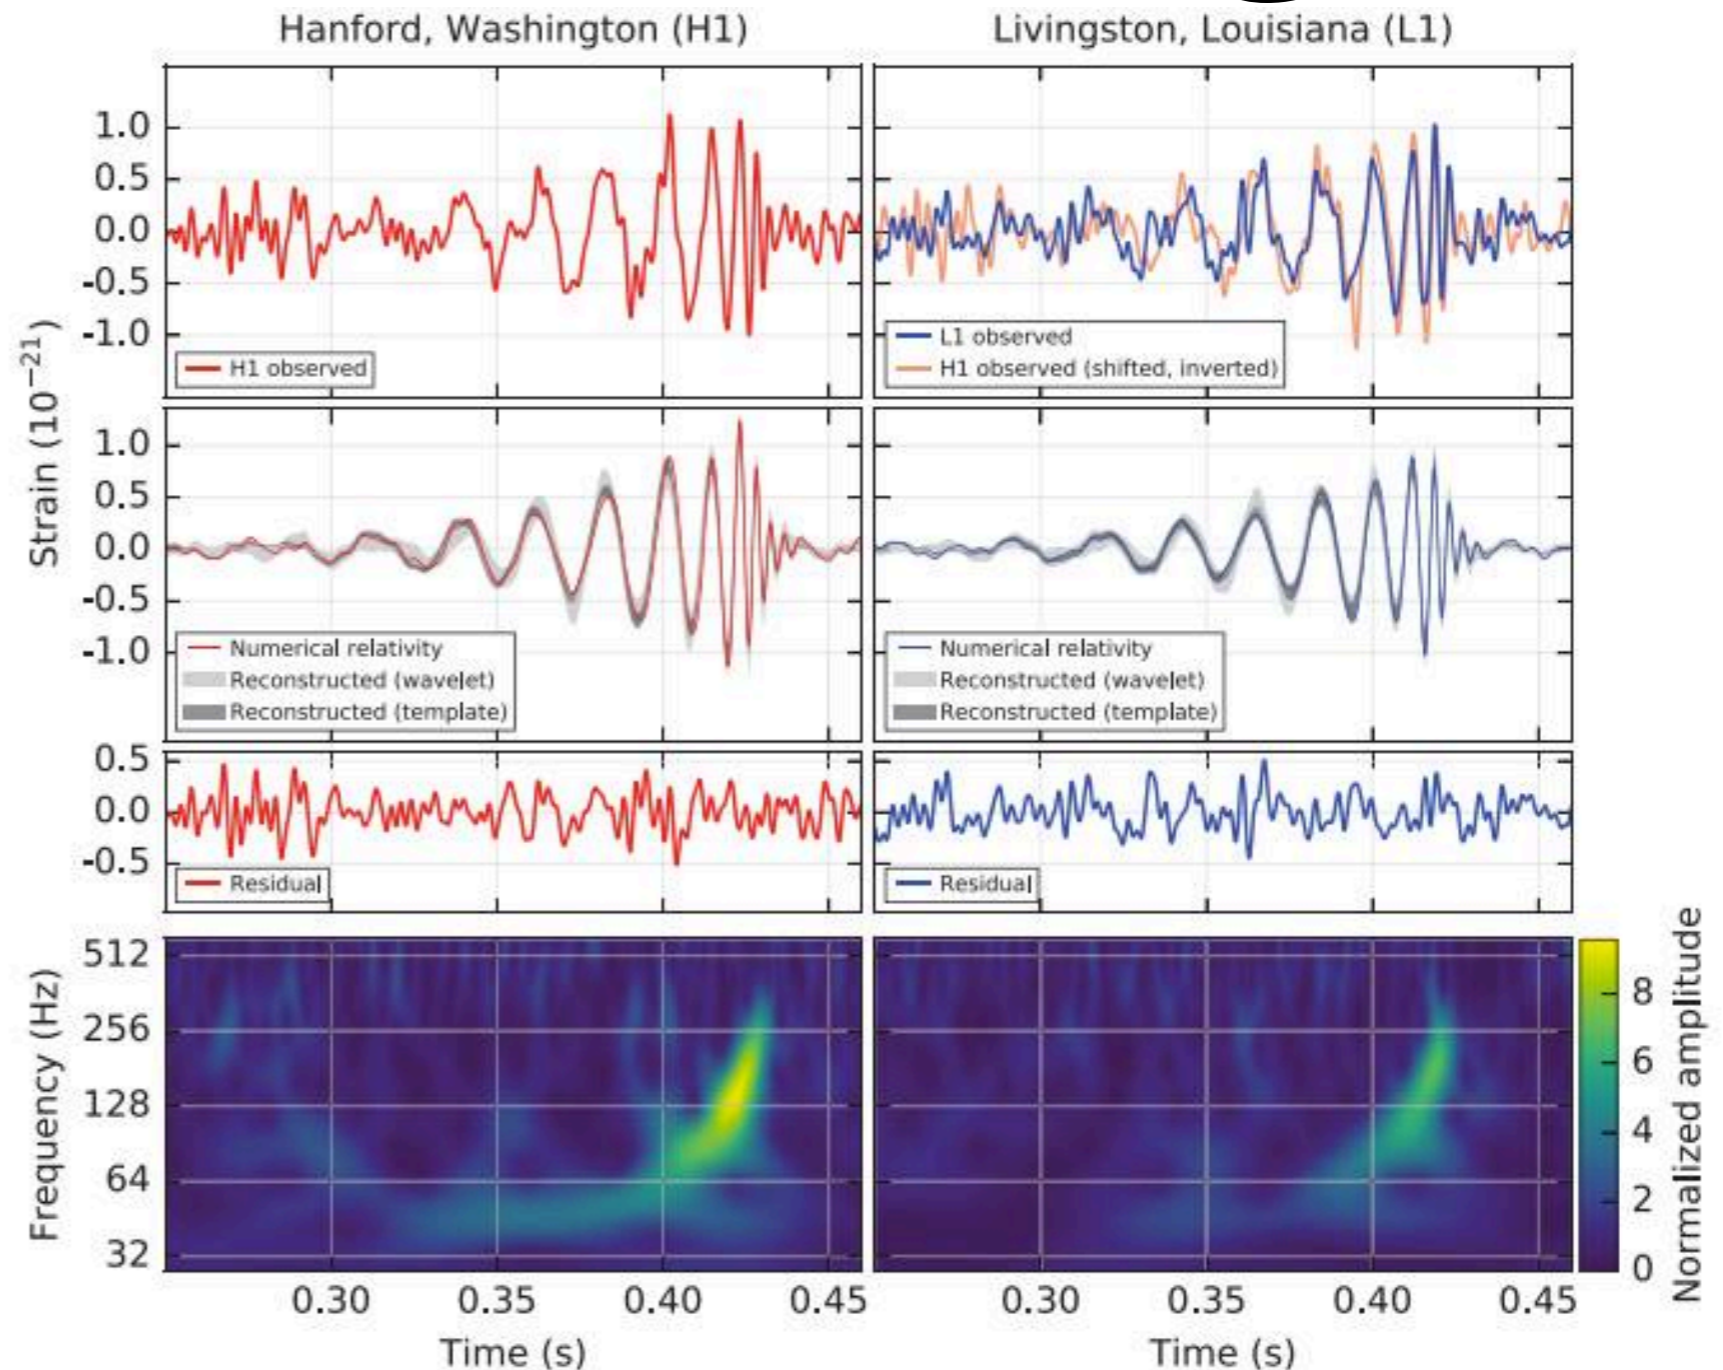 Hanford, Washington (H1)
Livingston, Louisiana (L1)
1.0
0.5
0.0
-0.5
-1.0
H1 observed
L1 observed
H1 observed (shifted, inverted)
Strain (10⁻²¹)
1.0
0.5
0.0
-0.5
-1.0
Numerical relativity
Reconstructed (wavelet)
Reconstructed (template)
Numerical relativity
Reconstructed (wavelet)
Reconstructed (template)
0.5
0.0
-0.5
Residual
Residual
Frequency (Hz)
512
256
128
64
32
Normalized amplitude
8
6
4
2
0
0.30 0.35 0.40 0.45
0.30 0.35 0.40 0.45
Time (s)
Time (s)